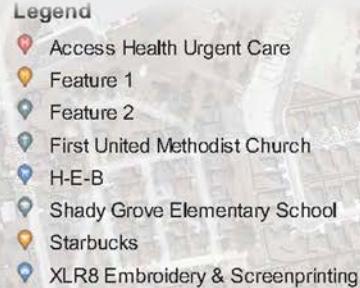 Legend
Access Health Urgent Care
Feature 1
Feature 2
First United Methodist Church
H-E-B
Shady Grove Elementary School
Starbucks
XLR8 Embroidery & Screenprinting